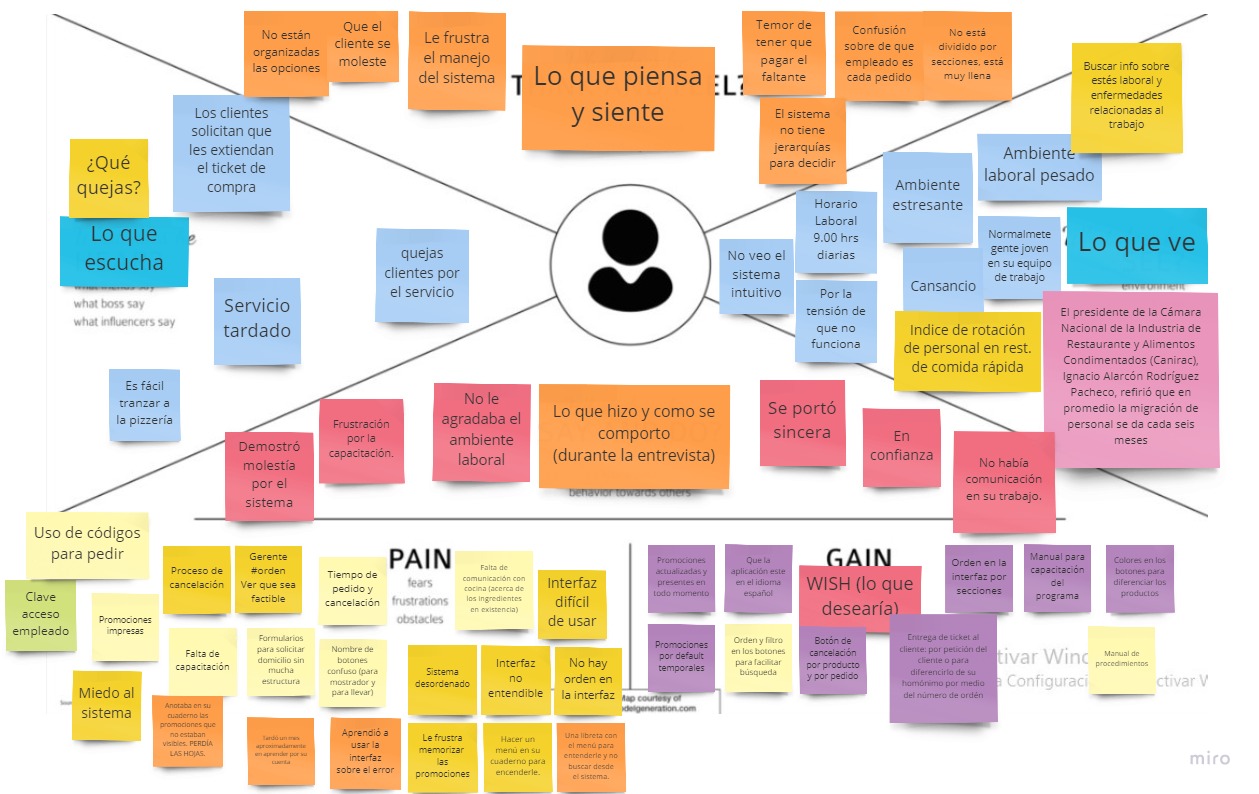 No están
organizadas
las opciones
Que el
cliente se
moleste
Le frustra
el manejo
del sistema
Lo que piensa
y siente
T
EL?
Temor de
tener que
pagar el
faltante
Confusión
sobre de que
empleado es
cada pedido
No está
dividido por
secciones, está
muy llena
El sistema
no tiene
jerarquías
para decidir
Buscar info sobre
estés laboral y
enfermedades
relacionadas al
trabajo
¿Qué
quejas?
Los clientes
solicitan que
les extiendan
el ticket de
compra
Lo que
escucha
what friends say
what boss say
what influencers say
Servicio
tardado
quejas
clientes por
el servicio
Es fácil
tranzar a
la pizzería
No veo el
sistema
intuitivo
Horario
Laboral
9.00 hrs
diarias
Por la
tensión de
que no
funciona
Ambiente
estresante
Ambiente
laboral pesado
Normalmete
gente joven
en su equipo
de trabajo
Cansancio
Lo que ve
environment
Indice de rotación
de personal en rest.
de comida rápida
El presidente de la Cámara
Nacional de la Industria de
Restaurante y Alimentos
Condimentados (Canirac),
Ignacio Alarcón Rodríguez
Pacheco, refirió que en
promedio la migración de
personal se da cada seis
meses
Demostró
molestía
por el
sistema
Frustración
por la
capacitación.
No le
agradaba el
ambiente
laboral
Lo que hizo y como se
comporto
(durante la entrevista)
behavior towards others
Se portó
sincera
En
confianza
No había
comunicación
en su trabajo.
Uso de códigos
para pedir
Clave
acceso
empleado
Promociones
impresas
Miedo al
sistema
Proceso de
cancelación
Gerente
#orden
Ver que sea
factible
Tiempo de
pedido y
cancelación
PAIN
fears
frustrations
obstacles
Falta de
comunicación con
cocina (acerca de
los ingredientes
en existencia)
Interfaz
difícil
de usar
Falta de
capacitación
Formularios
para solicitar
domicilio sin
mucha
estructura
Nombre de
botones
confuso (para
mostrador y
para llevar)
Sistema
desordenado
Interfaz
no
entendible
No hay
orden en
la interfaz
Anotaba en su
cuaderno las
promociones que
no estaban
visibles. PERDÍA
LAS HOJAS.
Tardó un mes
aproximadamente
en aprender por su
cuenta
Aprendió a
usar la
interfaz
sobre el error
Le frustra
memorizar
las
promociones
Hacer un
menú en su
cuaderno para
encenderle.
Una libreta con
el menú para
entenderle y no
buscar desde
el sistema.
Map courtesy of
delgeneration.com
GAIN
WISH (lo que
desearía)
Promociones
actualizadas y
presentes en
todo momento
Que la
aplicación este
en el idioma
español
Orden en la
interfaz por
secciones
Manual para
capacitación
del
programa
Colores en los
botones para
diferenciar los
productos
Promociones
por default
temporales
Orden y filtro
en los botones
para facilitar
búsqueda
Botón de
cancelación
por producto
y por pedido
Entrega de ticket al
cliente: por petición del
cliente o para
diferenciarlo de su
homónimo por medio
del número de ordén
Manual de
procedimientos
tivar Winc
a Configuraci
ctivar W
miro